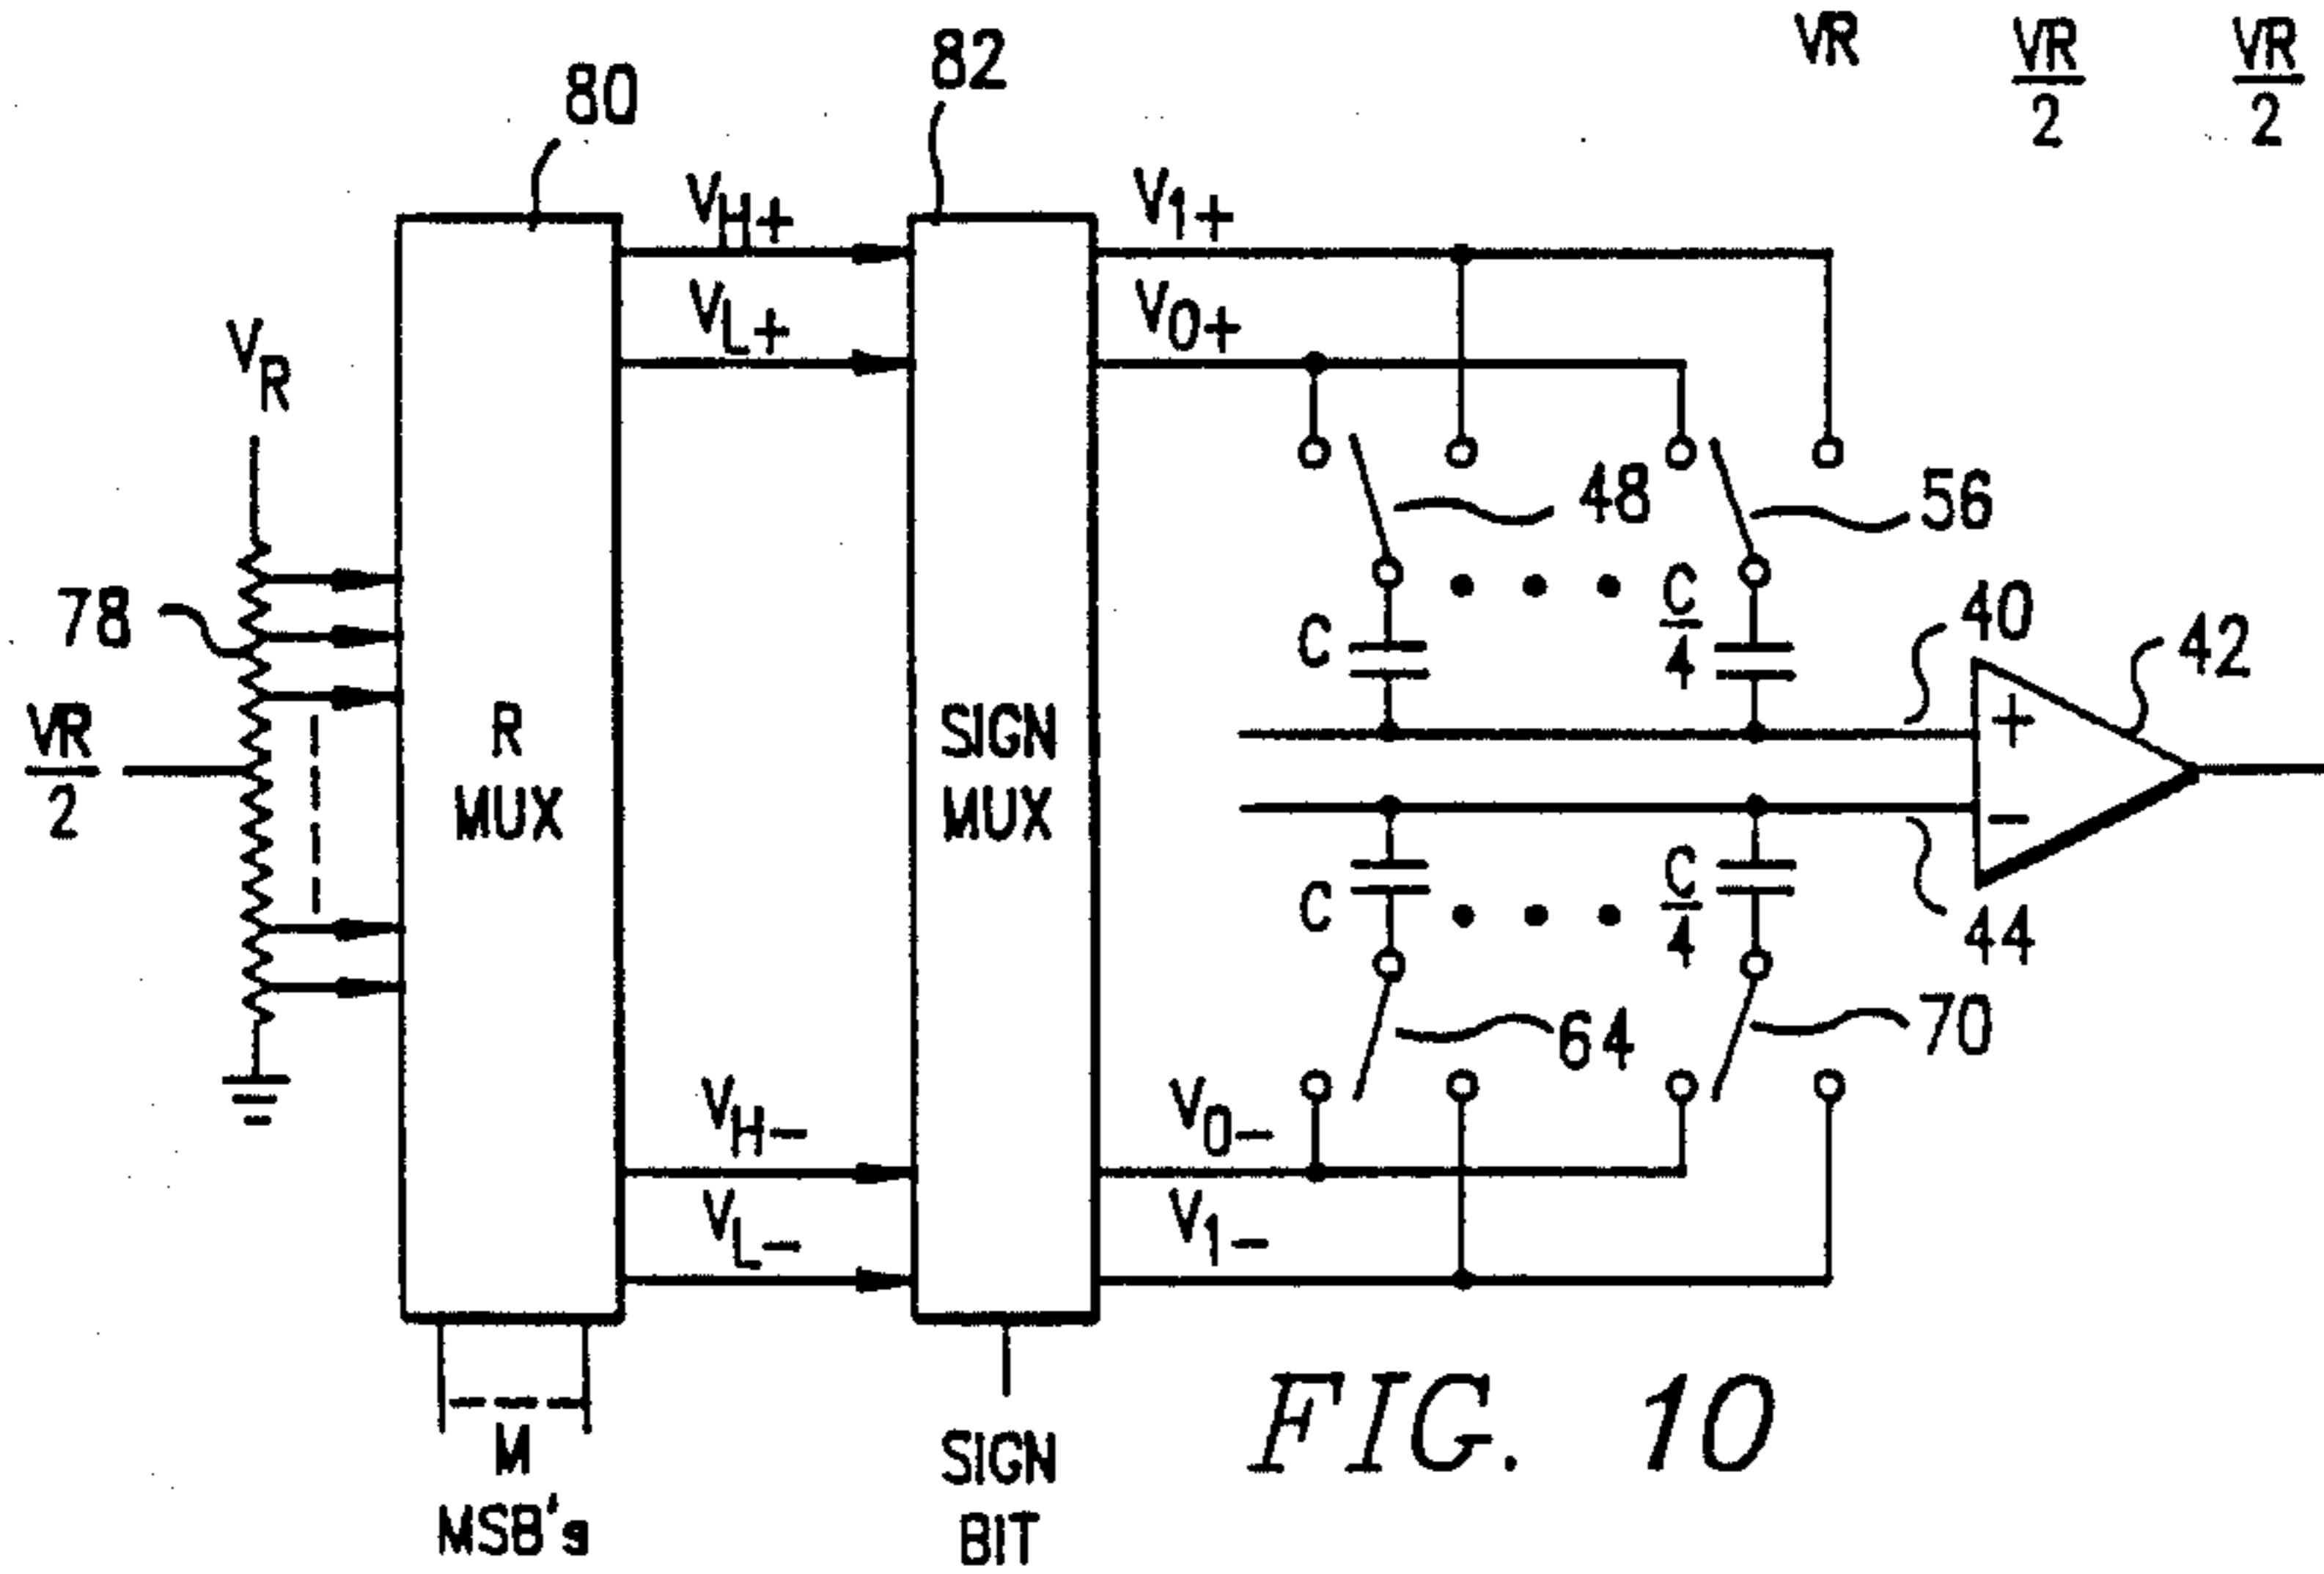 VR VR/2 VR/2
80 82
VH+ V1+
VL+ V0+
VR
78
48 56
C C/4 40 42
VR/2
R MUX
SIGN MUX
+
-
C C/4 44
64 70
VH- V0-
VL- V1-
M
MSB's
SIGN
BIT
FIG. 10